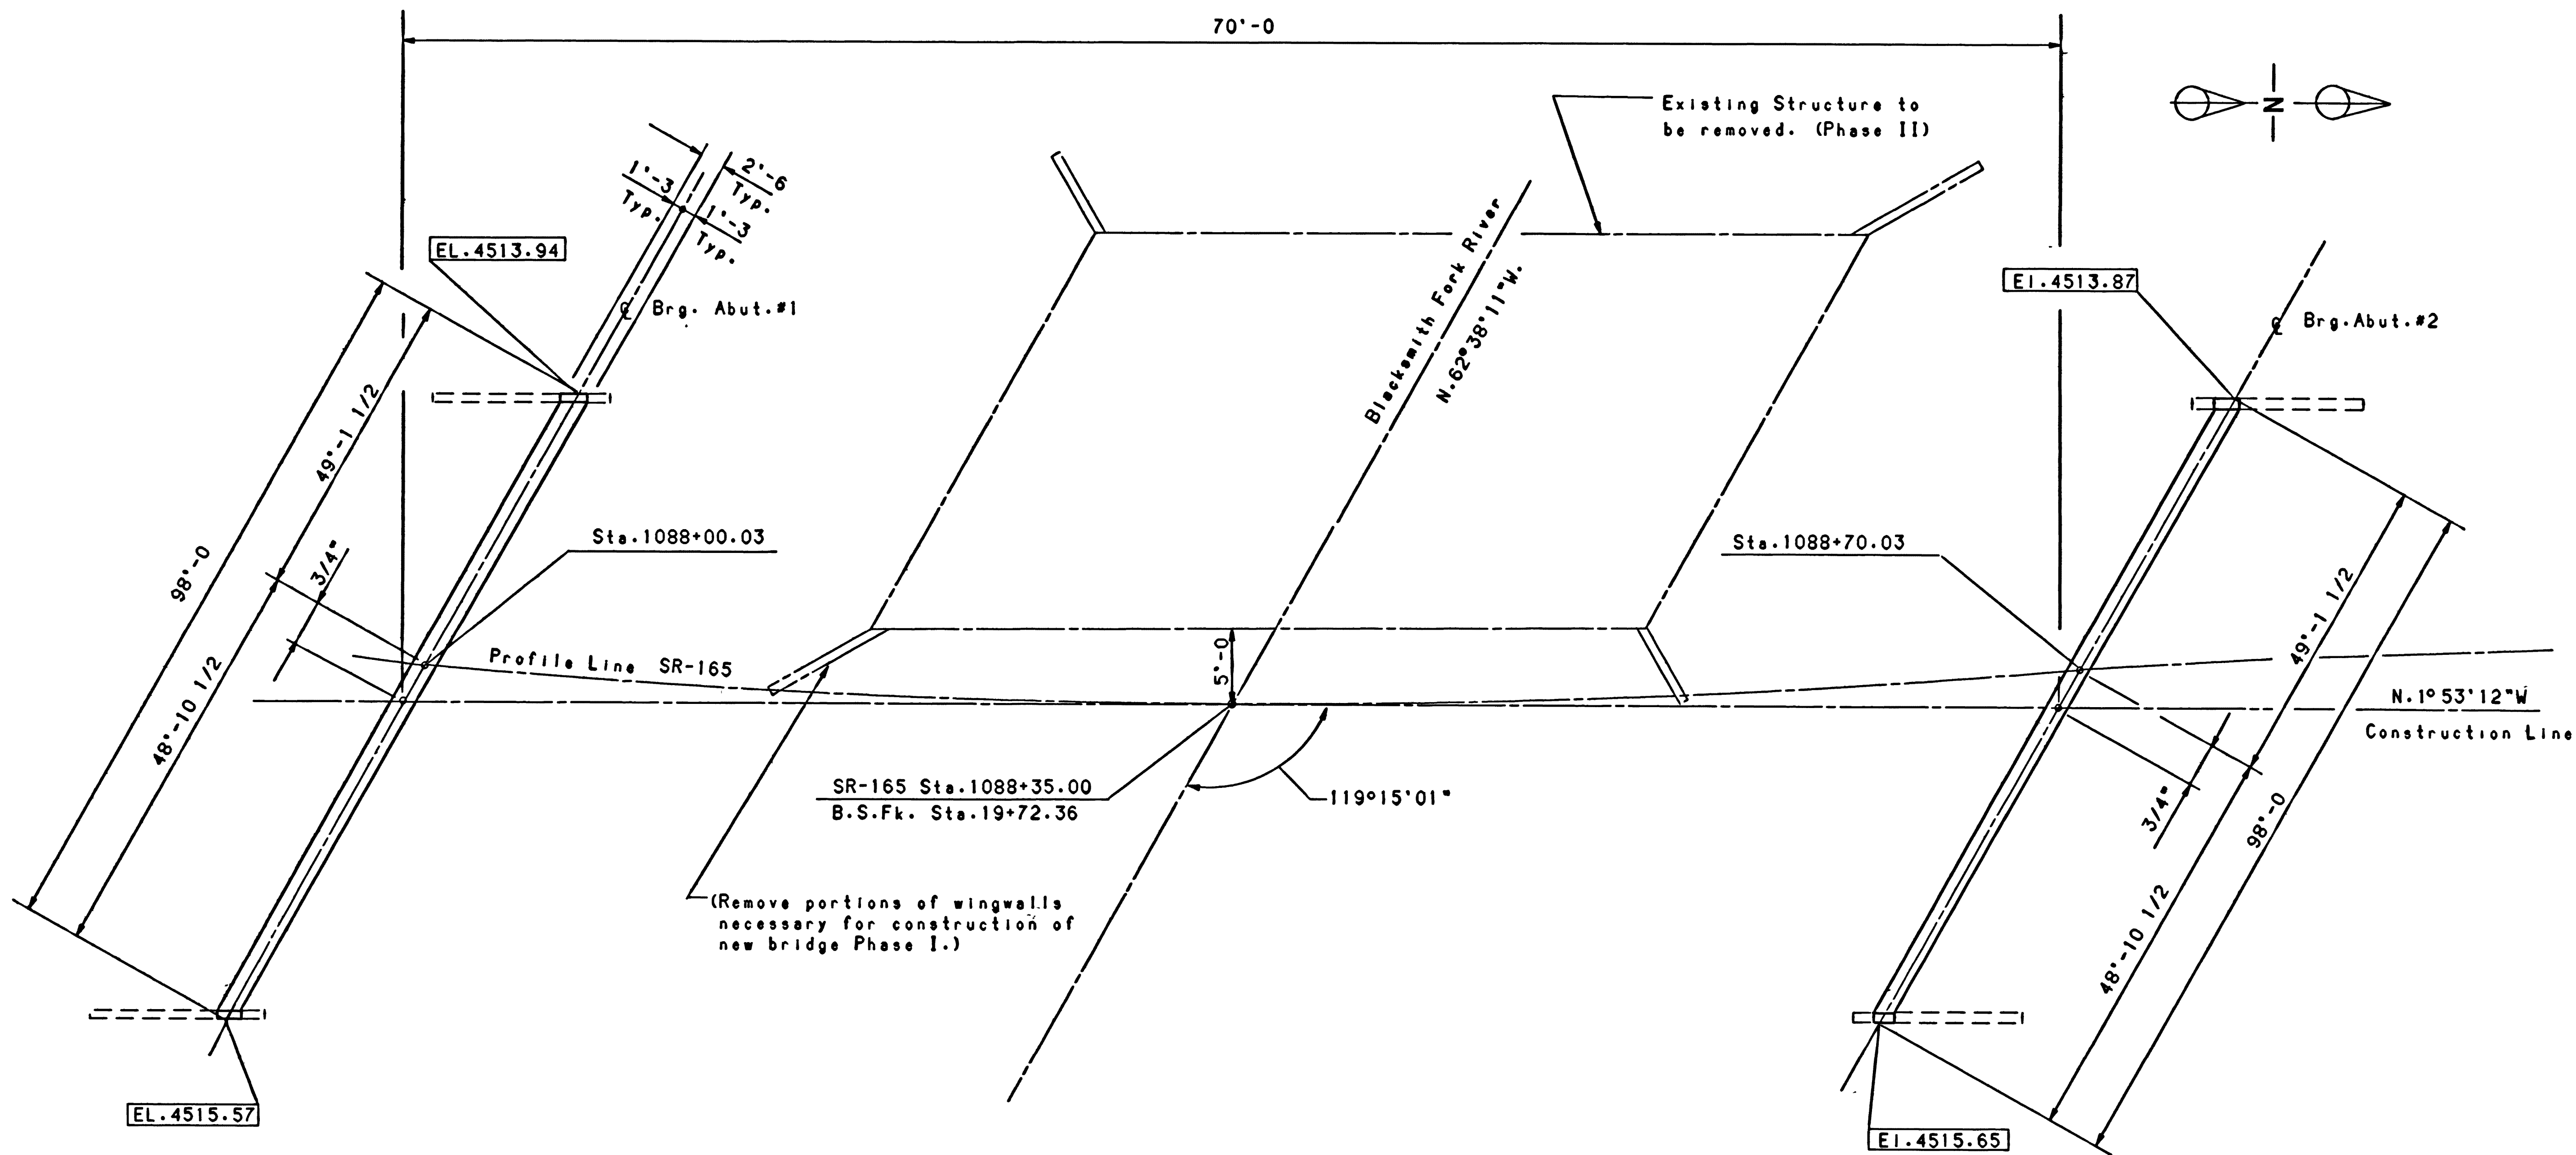 70'-0
N
Existing Structure to
be removed. (Phase II)
1'-3
Typ.
2'-6
Typ.
1'-3
Typ.
EL.4513.94
℄ Brg. Abut.#1
Blacksmith Fork River
N.62°38'11"W.
El.4513.87
℄ Brg.Abut.#2
98'-0
49'-1 1/2
3/4"
48'-10 1/2
Sta.1088+00.03
Profile Line SR-165
5'-0
Sta.1088+70.03
49'-1 1/2
N.1°53'12"W
Construction Line
SR-165 Sta.1088+35.00
B.S.Fk. Sta.19+72.36
119°15'01"
3/4"
98'-0
48'-10 1/2
(Remove portions of wingwalls
necessary for construction of
new bridge Phase I.)
EL.4515.57
El.4515.65